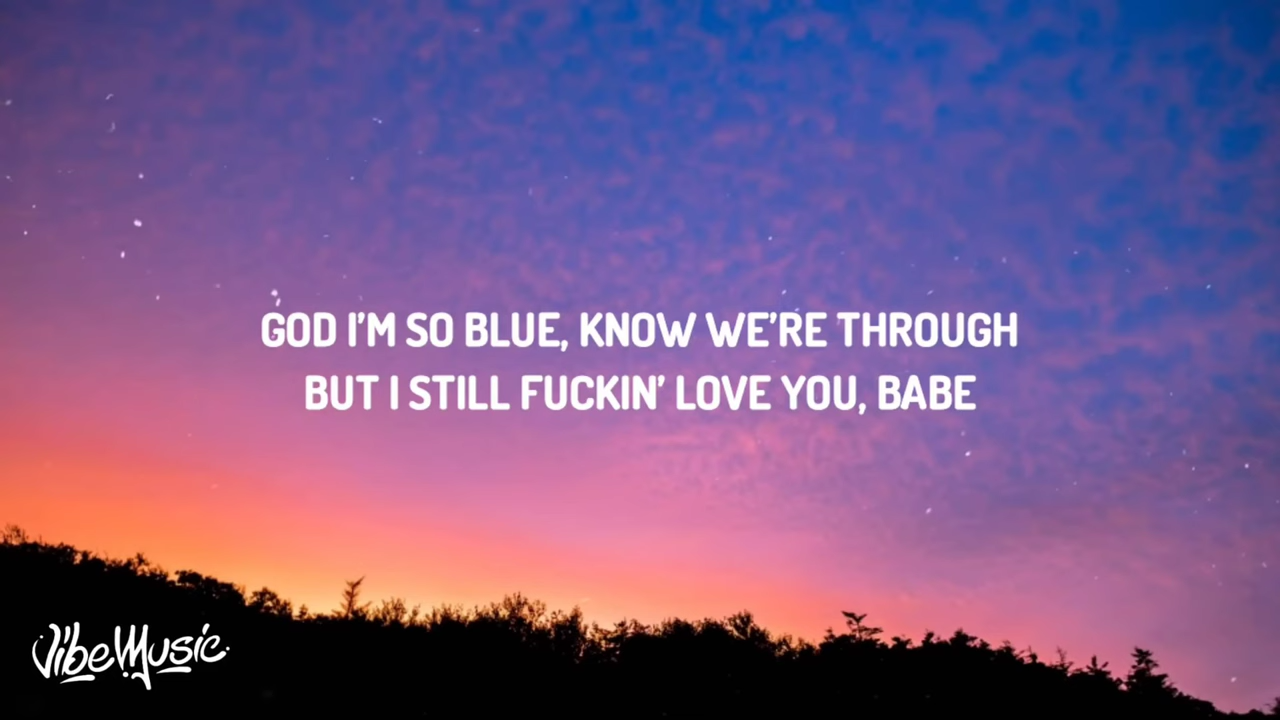 GOD I'M SO BLUE, KNOW WE'RE THROUGH
BUT I STILL FUCKIN' LOVE YOU, BABE
VibeMusic